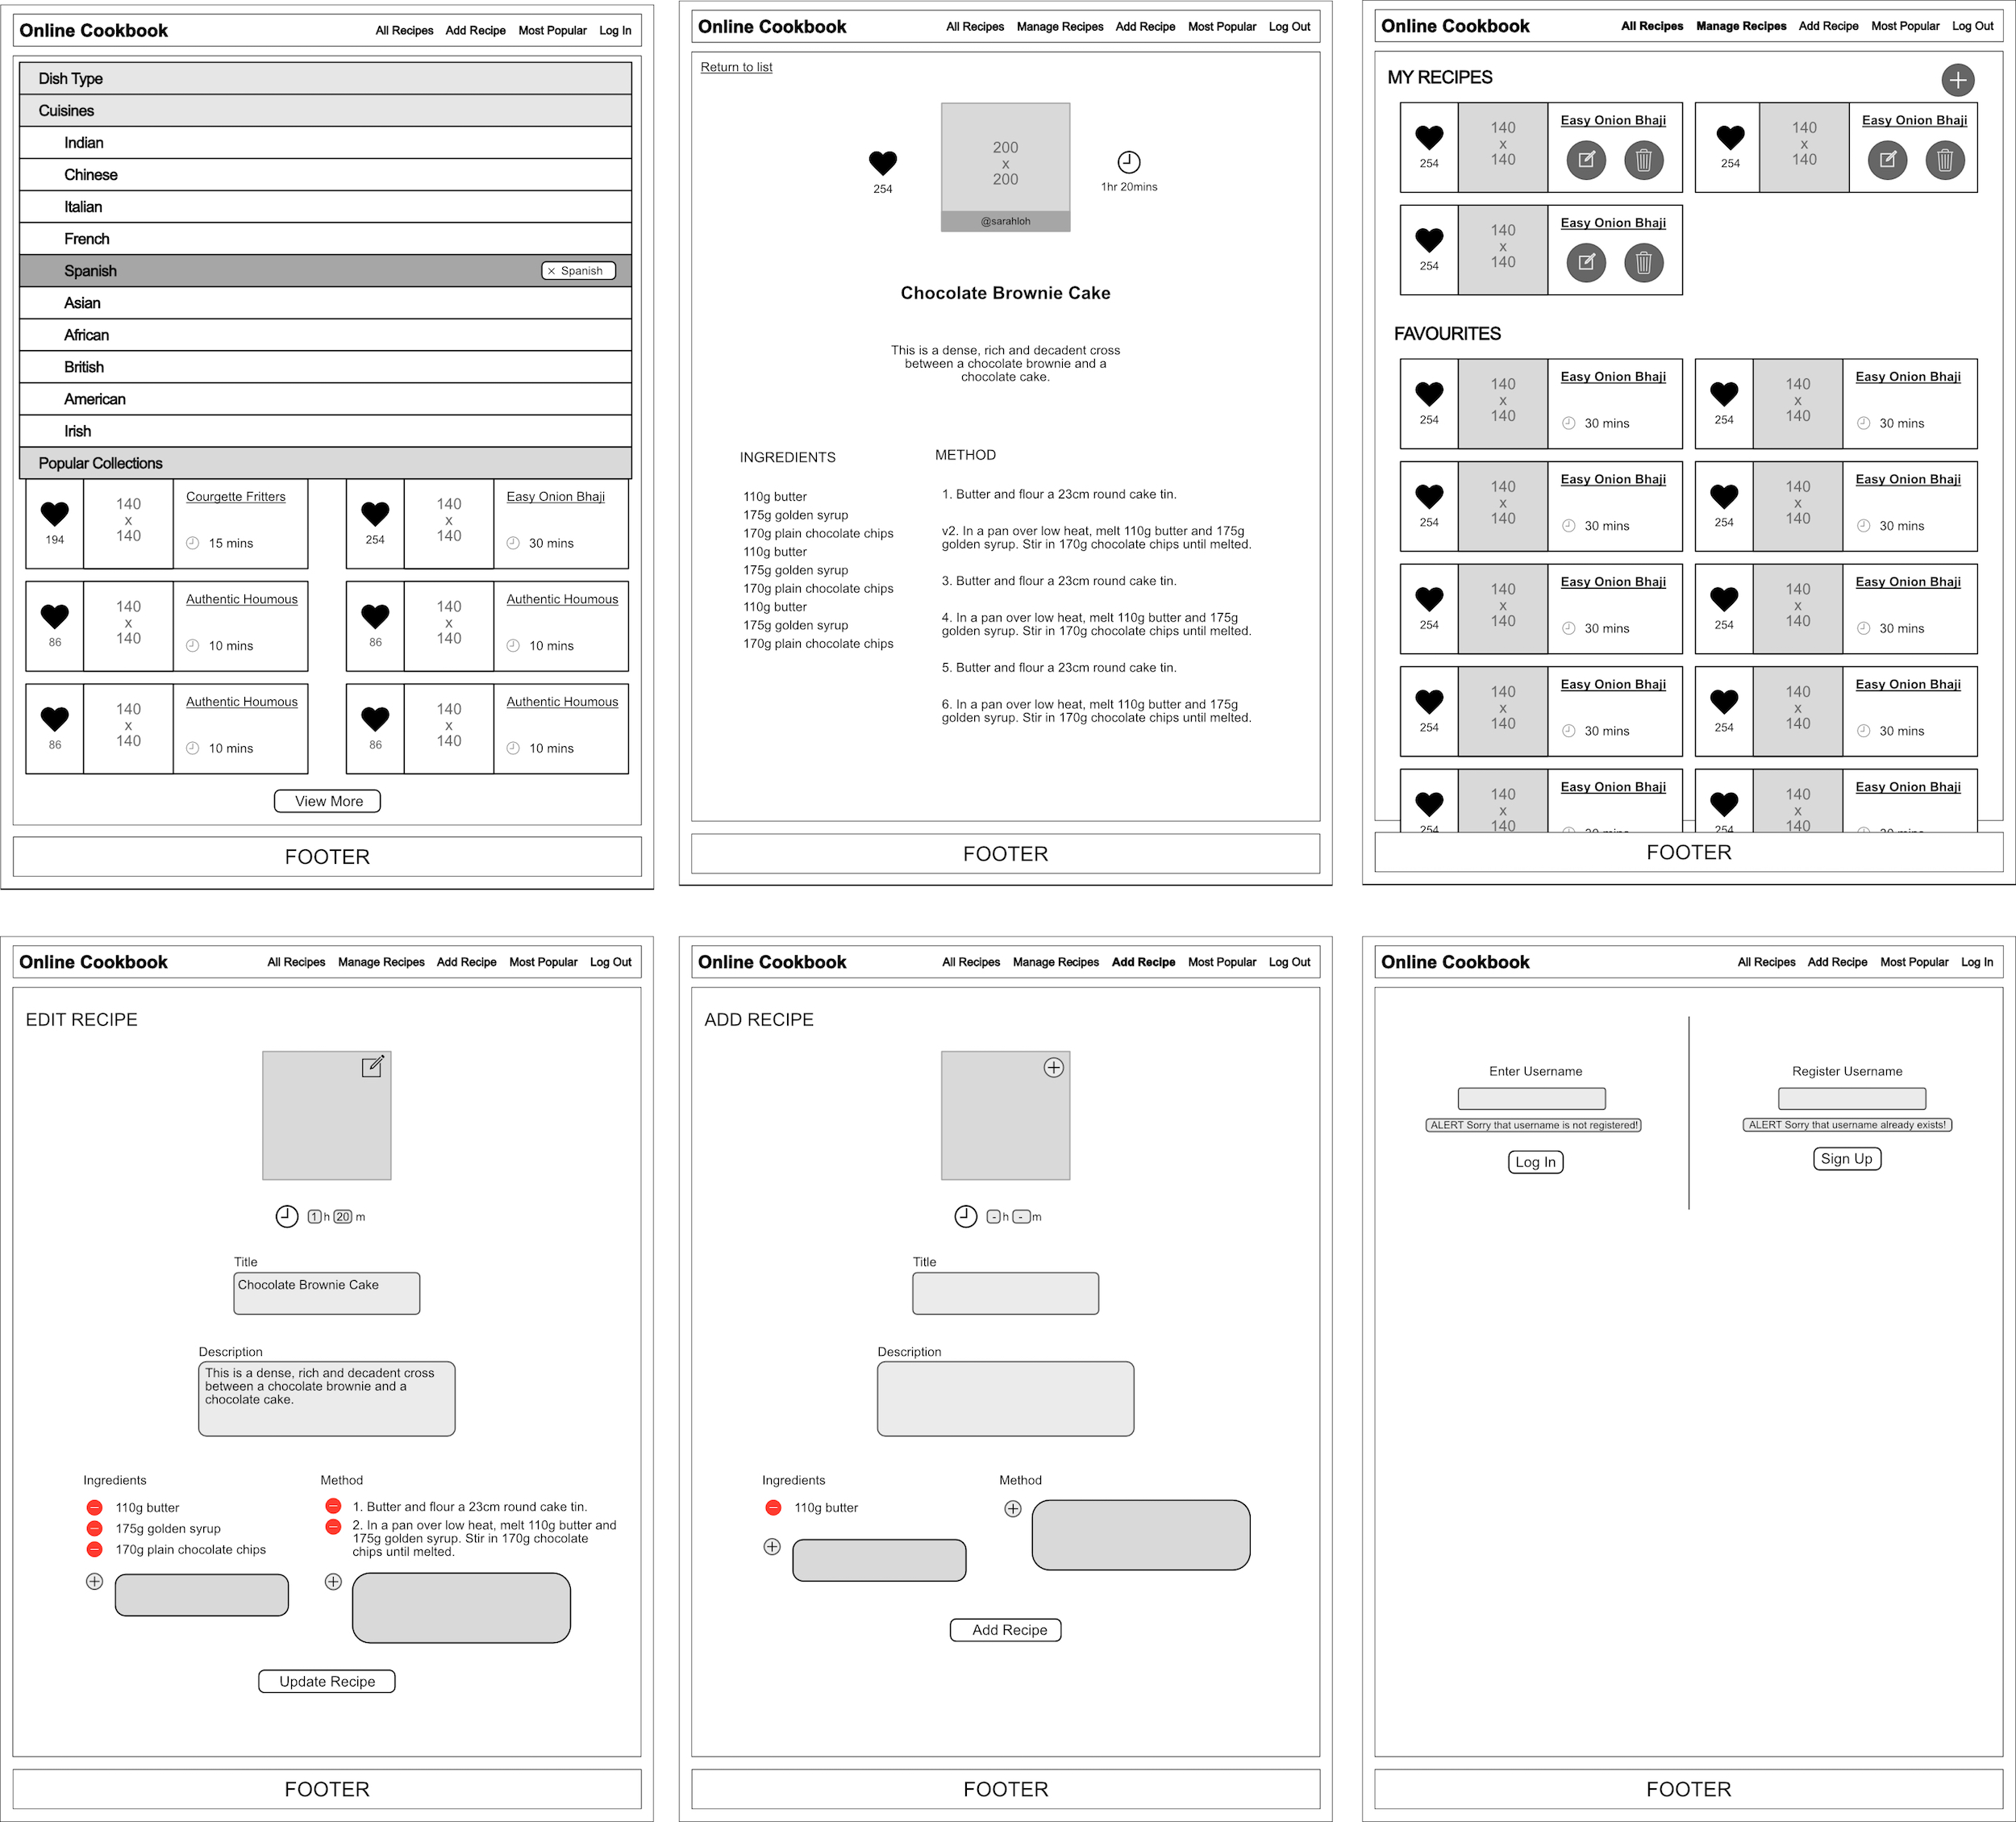 Online Cookbook
All Recipes Add Recipe Most Popular Log In
Dish Type
Cuisines
Indian
Chinese
Italian
French
Spanish × Spanish
Asian
African
British
American
Irish
Popular Collections
194
140
x
140
Courgette Fritters
15 mins
254
140
x
140
Easy Onion Bhaji
30 mins
86
140
x
140
Authentic Houmous
10 mins
86
140
x
140
Authentic Houmous
10 mins
86
140
x
140
Authentic Houmous
10 mins
86
140
x
140
Authentic Houmous
10 mins
View More
FOOTER
Online Cookbook
All Recipes Manage Recipes Add Recipe Most Popular Log Out
Return to list
254
200
x
200
@sarahloh
1hr 20mins
Chocolate Brownie Cake
This is a dense, rich and decadent cross
between a chocolate brownie and a
chocolate cake.
INGREDIENTS
110g butter
175g golden syrup
170g plain chocolate chips
110g butter
175g golden syrup
170g plain chocolate chips
110g butter
175g golden syrup
170g plain chocolate chips
METHOD
1. Butter and flour a 23cm round cake tin.
v2. In a pan over low heat, melt 110g butter and 175g
golden syrup. Stir in 170g chocolate chips until melted.
3. Butter and flour a 23cm round cake tin.
4. In a pan over low heat, melt 110g butter and 175g
golden syrup. Stir in 170g chocolate chips until melted.
5. Butter and flour a 23cm round cake tin.
6. In a pan over low heat, melt 110g butter and 175g
golden syrup. Stir in 170g chocolate chips until melted.
FOOTER
Online Cookbook
All Recipes Manage Recipes Add Recipe Most Popular Log Out
MY RECIPES
254
140
x
140
Easy Onion Bhaji
254
140
x
140
Easy Onion Bhaji
254
140
x
140
Easy Onion Bhaji
FAVOURITES
254
140
x
140
Easy Onion Bhaji
30 mins
254
140
x
140
Easy Onion Bhaji
30 mins
254
140
x
140
Easy Onion Bhaji
30 mins
254
140
x
140
Easy Onion Bhaji
30 mins
254
140
x
140
Easy Onion Bhaji
30 mins
254
140
x
140
Easy Onion Bhaji
30 mins
254
140
x
140
Easy Onion Bhaji
30 mins
254
140
x
140
Easy Onion Bhaji
30 mins
254
140
x
140
Easy Onion Bhaji
30 mins
254
140
x
140
Easy Onion Bhaji
30 mins
FOOTER
Online Cookbook
All Recipes Manage Recipes Add Recipe Most Popular Log Out
EDIT RECIPE
1 h 20 m
Title
Chocolate Brownie Cake
Description
This is a dense, rich and decadent cross
between a chocolate brownie and a
chocolate cake.
Ingredients
110g butter
175g golden syrup
170g plain chocolate chips
Method
1. Butter and flour a 23cm round cake tin.
2. In a pan over low heat, melt 110g butter and
175g golden syrup. Stir in 170g chocolate
chips until melted.
Update Recipe
FOOTER
Online Cookbook
All Recipes Manage Recipes Add Recipe Most Popular Log Out
ADD RECIPE
- h - m
Title
Description
Ingredients
110g butter
Method
Add Recipe
FOOTER
Online Cookbook
All Recipes Add Recipe Most Popular Log In
Enter Username
ALERT Sorry that username is not registered!
Log In
Register Username
ALERT Sorry that username already exists!
Sign Up
FOOTER